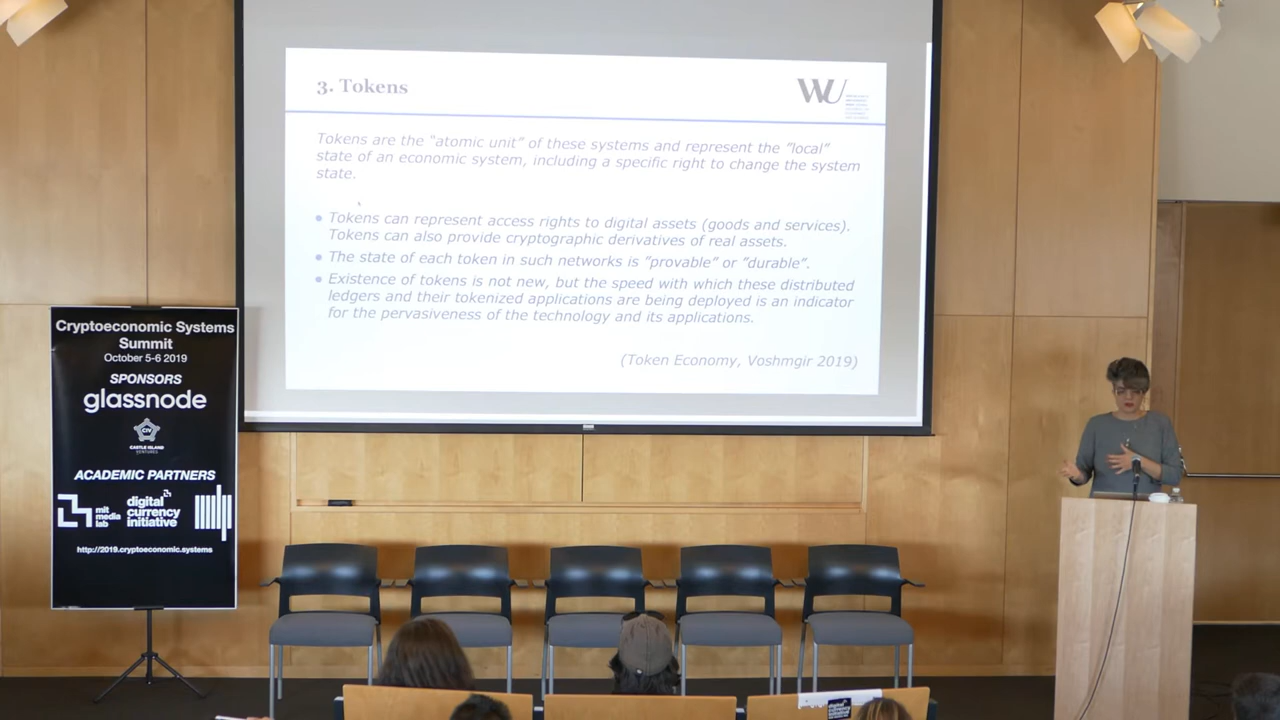 3. Tokens
WU
Tokens are the "atomic unit" of these systems and represent the "local"
state of an economic system, including a specific right to change the system
state.
• Tokens can represent access rights to digital assets (goods and services).
Tokens can also provide cryptographic derivatives of real assets.
• The state of each token in such networks is "provable" or "durable".
• Existence of tokens is not new, but the speed with which these distributed
ledgers and their tokenized applications are being deployed is an indicator
for the pervasiveness of the technology and its applications.
(Token Economy, Voshmgir 2019)
Cryptoeconomic Systems
Summit
October 5-6 2019
SPONSORS
glassnode
CIV
CASTLE ISLAND
VENTURES
ACADEMIC PARTNERS
mit
media
lab
digital
currency
initiative
http://2019.cryptoeconomic.systems
digital
currency
initiative